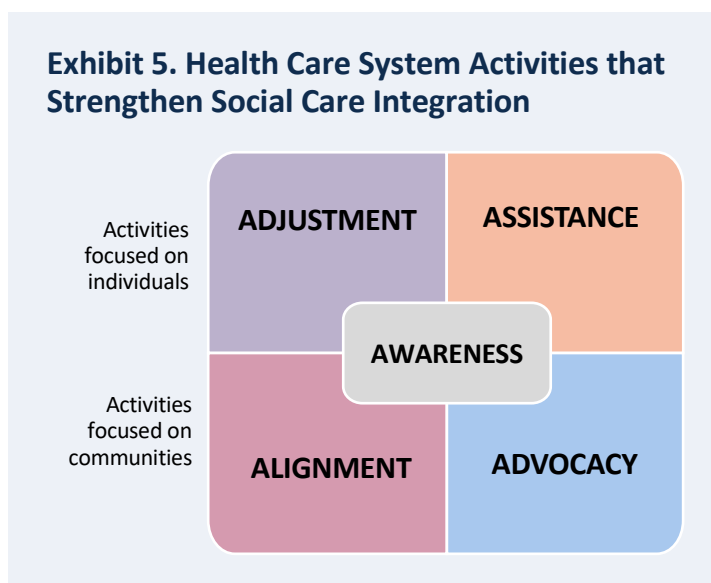 Exhibit 5. Health Care System Activities that
Strengthen Social Care Integration
Activities
focused on
individuals
ADJUSTMENT
ASSISTANCE
AWARENESS
Activities
focused on
communities
ALIGNMENT
ADVOCACY